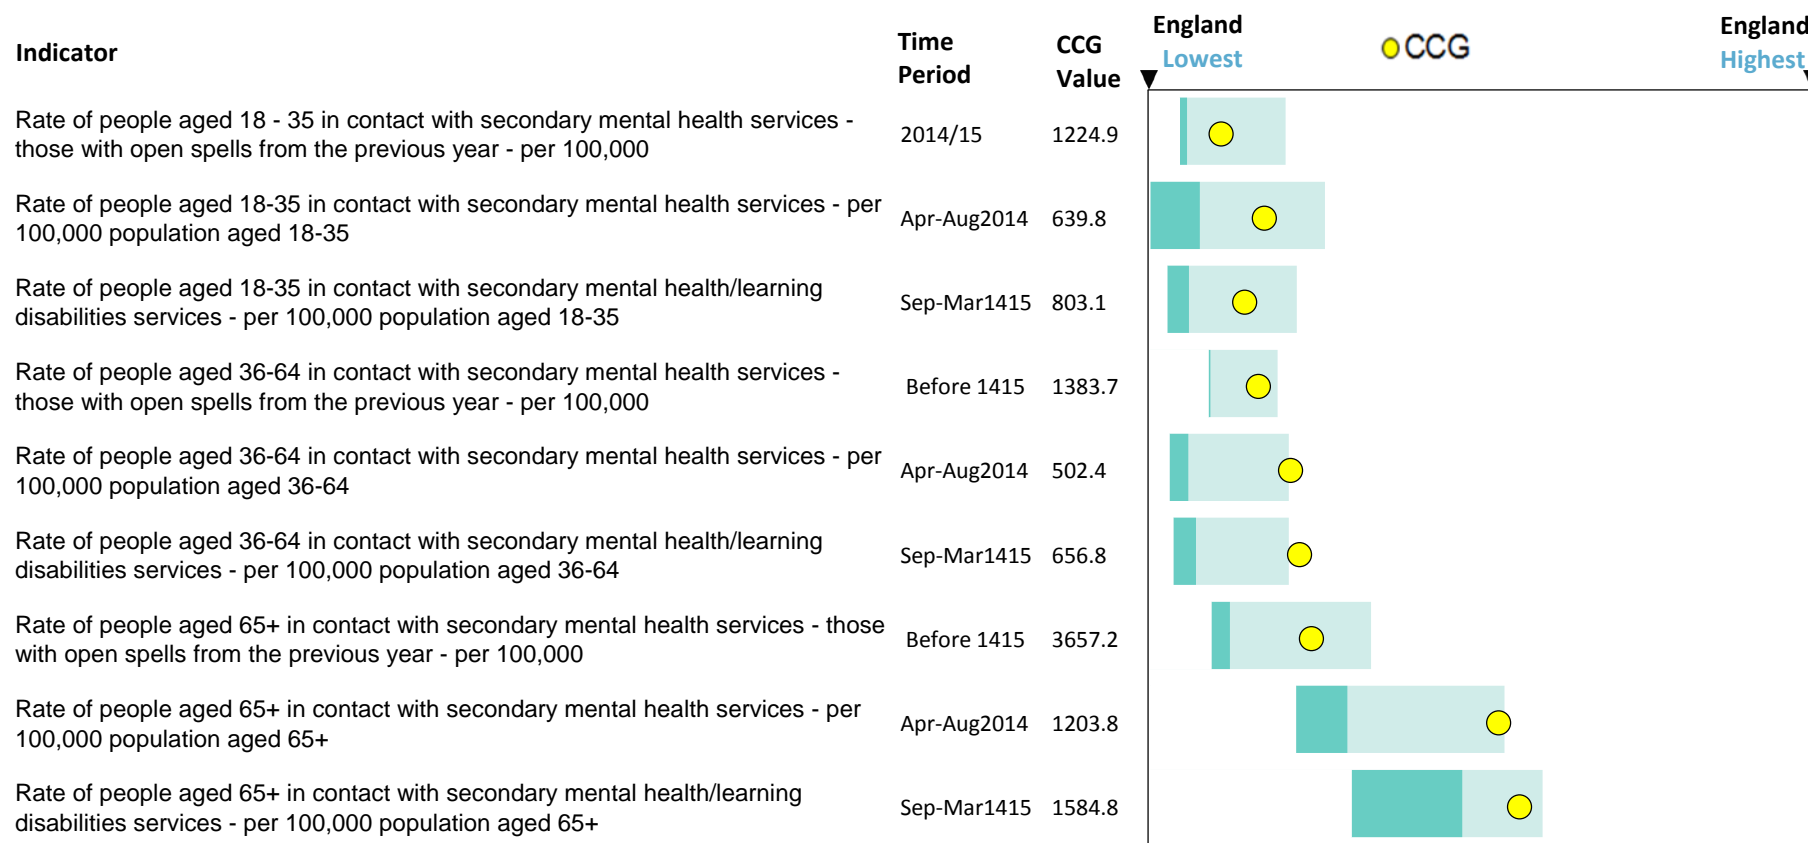 Indicator
Time
Period
CCG
Value
England
Lowest
CCG
England
Highest
Rate of people aged 18 - 35 in contact with secondary mental health services -
those with open spells from the previous year - per 100,000
2014/15
1224.9
Rate of people aged 18-35 in contact with secondary mental health services - per
100,000 population aged 18-35
Apr-Aug2014
639.8
Rate of people aged 18-35 in contact with secondary mental health/learning
disabilities services - per 100,000 population aged 18-35
Sep-Mar1415
803.1
Rate of people aged 36-64 in contact with secondary mental health services -
those with open spells from the previous year - per 100,000
Before 1415
1383.7
Rate of people aged 36-64 in contact with secondary mental health services - per
100,000 population aged 36-64
Apr-Aug2014
502.4
Rate of people aged 36-64 in contact with secondary mental health/learning
disabilities services - per 100,000 population aged 36-64
Sep-Mar1415
656.8
Rate of people aged 65+ in contact with secondary mental health services - those
with open spells from the previous year - per 100,000
Before 1415
3657.2
Rate of people aged 65+ in contact with secondary mental health services - per
100,000 population aged 65+
Apr-Aug2014
1203.8
Rate of people aged 65+ in contact with secondary mental health/learning
disabilities services - per 100,000 population aged 65+
Sep-Mar1415
1584.8